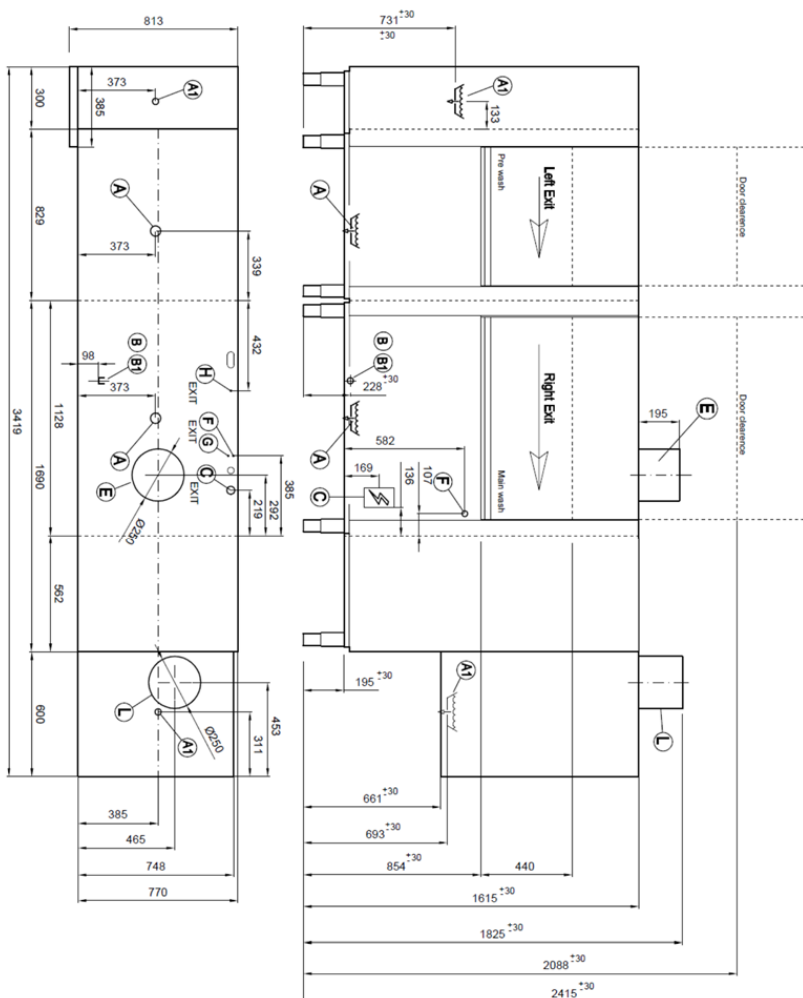 813
731 +30 -
+30 -
373
A1
385
300
A1
133
Pre wash
Left Exit
Door clearence
A
829
373
339
A
B
B1
98
H
EXIT
432
373
A
F
EXIT
G
C
E
EXIT
Ø250
1128
1690
3419
385
292
219
562
B
B1
228 +30 -
A
582
169
C
136
107
F
Right Exit
Main wash
Door clearence
195
E
L
Ø250
A1
453
311
600
195 +30 -
A1
L
385
465
748
770
661 +30 -
693 +30 -
854 +30 -
440
1615 +30 -
1825 +30 -
2088 +30 -
2415 +30 -